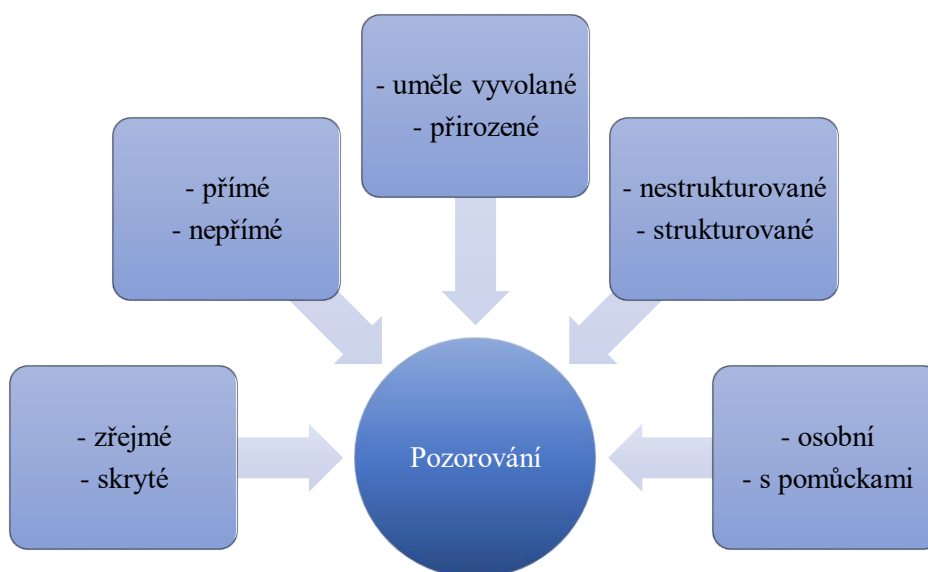 - uměle vyvolané
- přirozené
- přímé
- nepřímé
- nestrukturované
- strukturované
- zřejmé
- skryté
Pozorování
- osobní
- s pomůckami